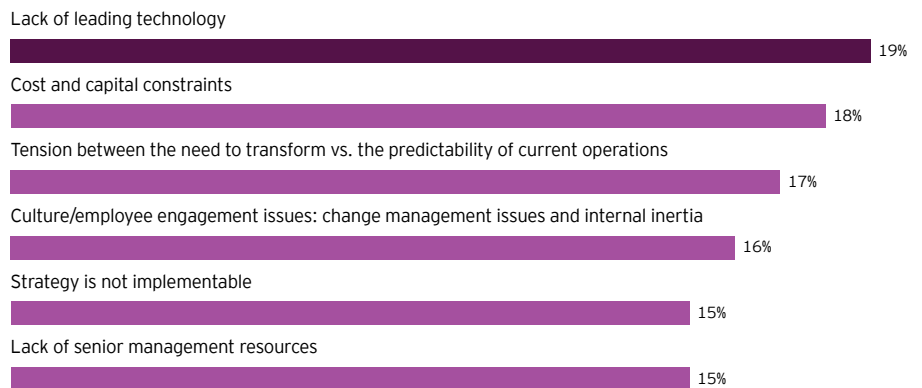 Lack of leading technology
19%
Cost and capital constraints
18%
Tension between the need to transform vs. the predictability of current operations
17%
Culture/employee engagement issues: change management issues and internal inertia
16%
Strategy is not implementable
15%
Lack of senior management resources
15%